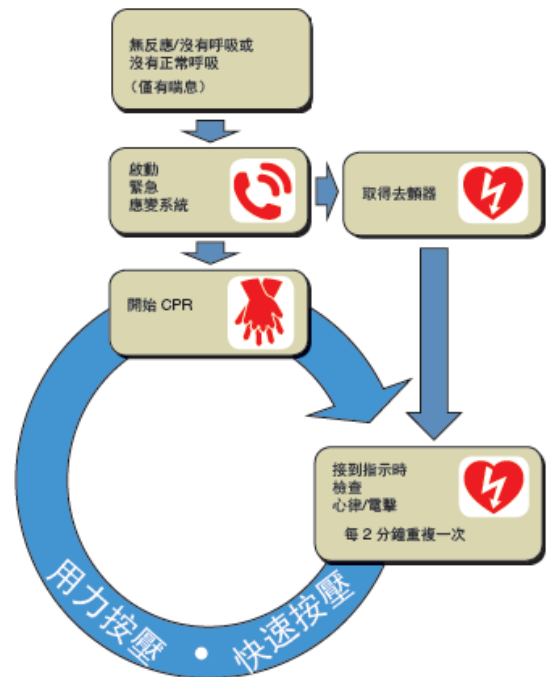 無反應/沒有呼吸或
沒有正常呼吸
（僅有喘息）
啟動
緊急
應變系統
取得去顫器
開始 CPR
接到指示時
檢查
心律/電擊
每 2 分鐘重複一次
用力按壓 • 快速按壓